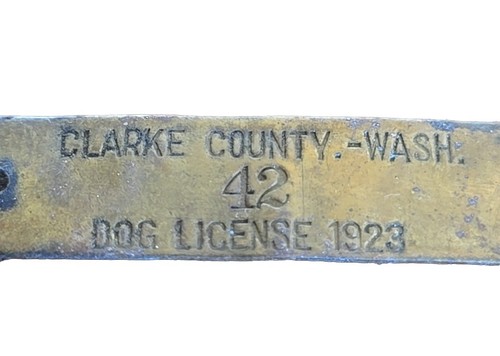 CLARKE COUNTY.-WASH.
42
DOG LICENSE 1923